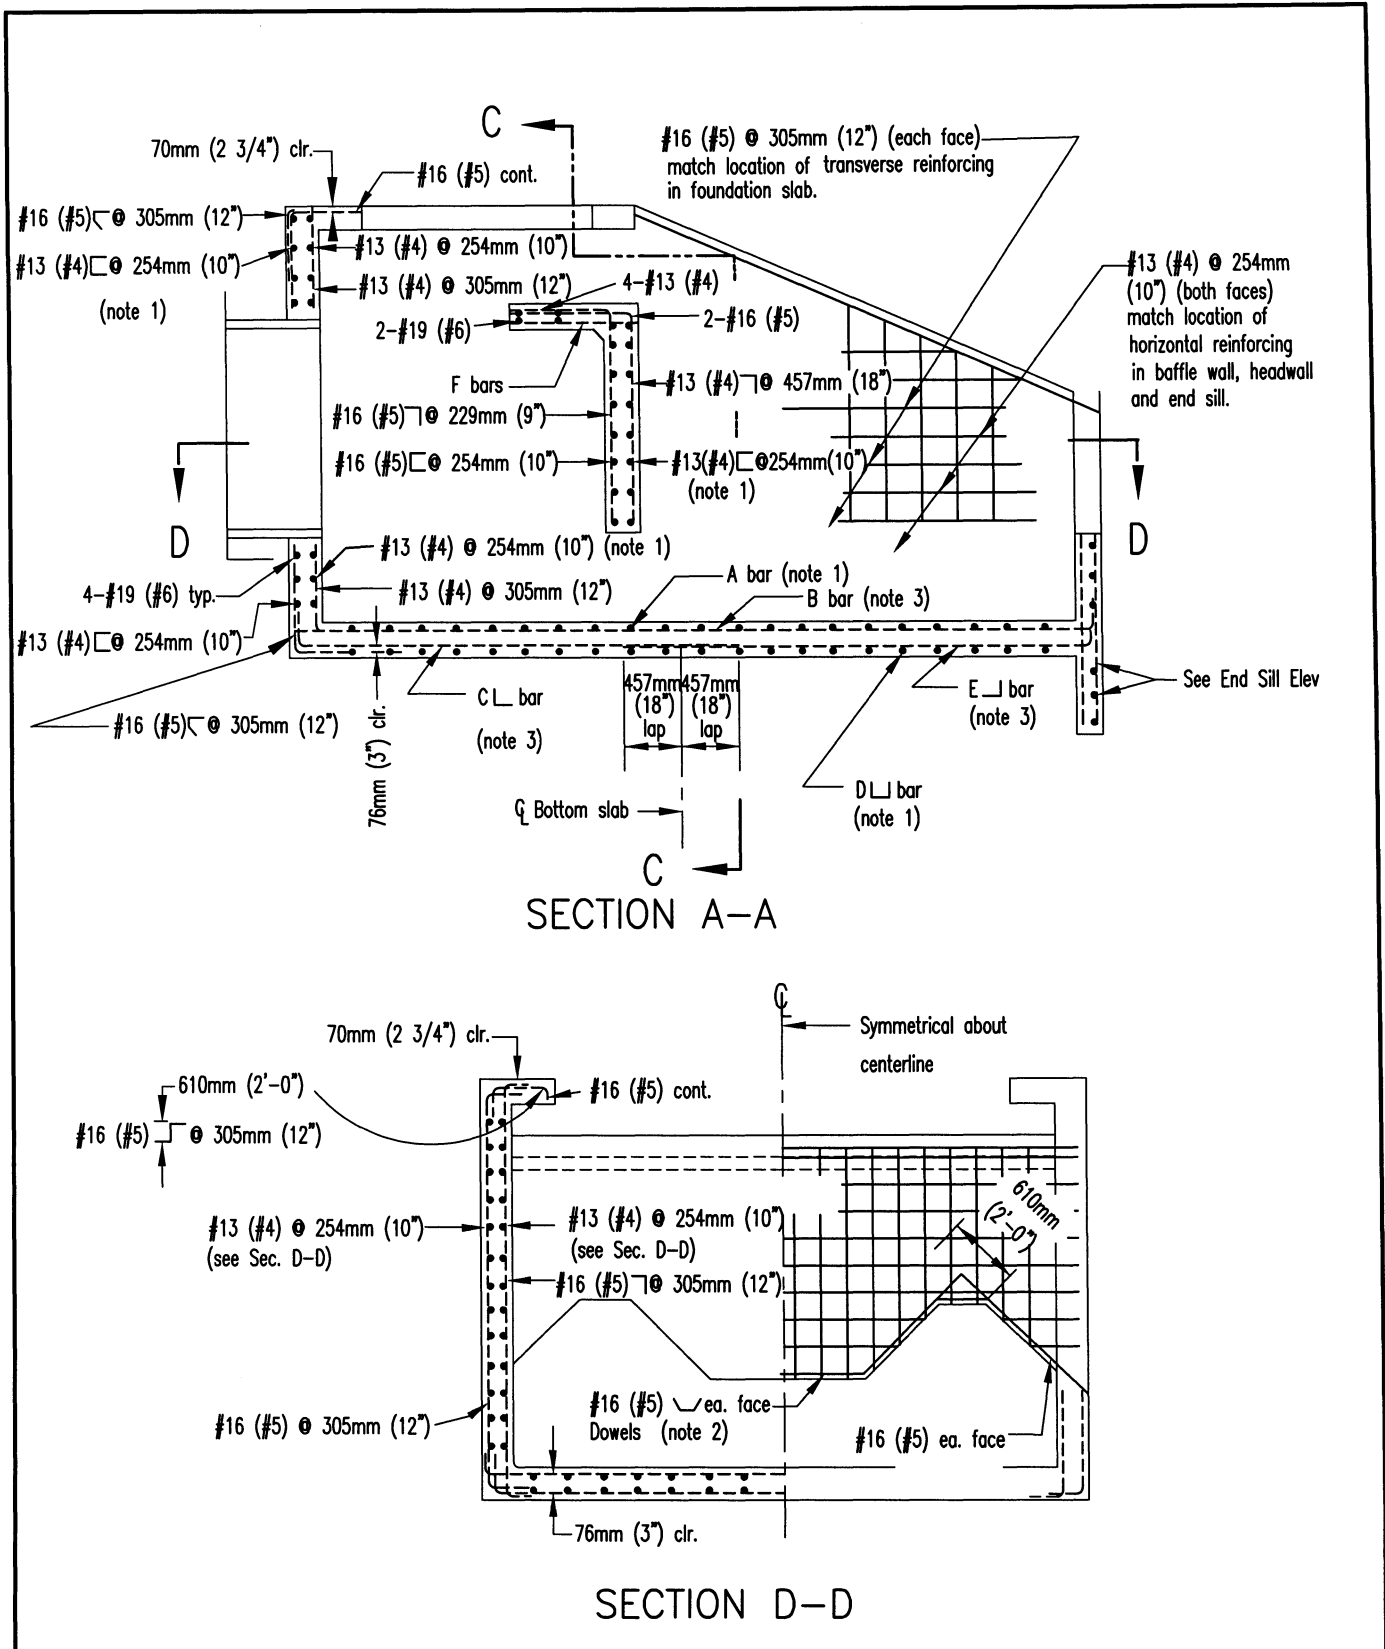 C
70mm (2 3/4") clr.
#16 (#5) cont.
#16 (#5) @ 305mm (12") (each face)
match location of transverse reinforcing
in foundation slab.
#16 (#5) @ 305mm (12")
#13 (#4) @ 254mm (10")
(note 1)
#13 (#4) @ 254mm (10")
#13 (#4) @ 305mm (12")
4-#13 (#4)
2-#19 (#6)
2-#16 (#5)
#13 (#4) @ 254mm
(10") (both faces)
match location of
horizontal reinforcing
in baffle wall, headwall
and end sill.
F bars
#13 (#4) @ 457mm (18")
#16 (#5) @ 229mm (9")
#16 (#5) @ 254mm (10")
#13(#4) @254mm(10")
(note 1)
D
D
#13 (#4) @ 254mm (10") (note 1)
4-#19 (#6) typ.
#13 (#4) @ 305mm (12")
A bar (note 1)
B bar (note 3)
#13 (#4) @ 254mm (10")
#16 (#5) @ 305mm (12")
76mm (3") clr.
C bar
(note 3)
457mm
(18")
lap
457mm
(18")
lap
E bar
(note 3)
See End Sill Elev
D bar
(note 1)
℄ Bottom slab
C
SECTION A-A
℄
70mm (2 3/4") clr.
Symmetrical about
centerline
610mm (2'-0")
#16 (#5) cont.
#16 (#5) @ 305mm (12")
610mm
(2'-0")
#13 (#4) @ 254mm (10")
(see Sec. D-D)
#13 (#4) @ 254mm (10")
(see Sec. D-D)
#16 (#5) @ 305mm (12")
#16 (#5) @ 305mm (12")
#16 (#5) ea. face
Dowels (note 2)
#16 (#5) ea. face
76mm (3") clr.
SECTION D-D